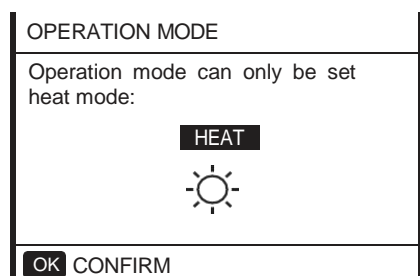 OPERATION MODE
Operation mode can only be set
heat mode:
HEAT
OK CONFIRM